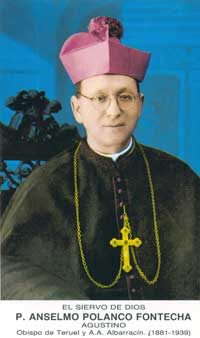 EL SIERVO DE DIOS
P. ANSELMO POLANCO FONTECHA
AGUSTINO
Obispo de Teruel y A.A. Albarracín. (1881-1939)